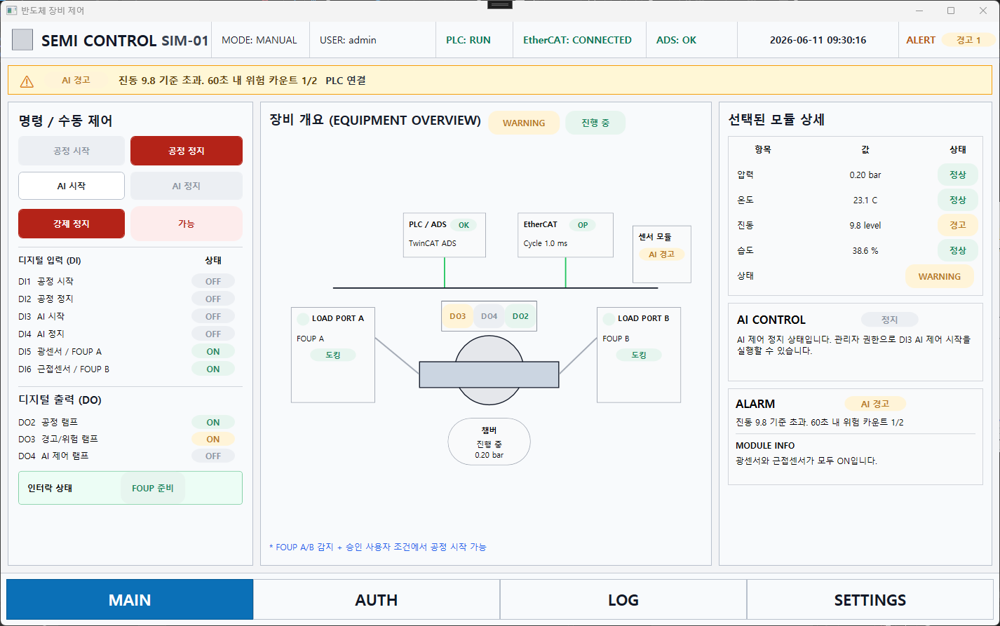 반도체 장비 제어
SEMI CONTROL SIM-01
MODE: MANUAL
USER: admin
PLC: RUN
EtherCAT: CONNECTED
ADS: OK
2026-06-11 09:30:16
ALERT
경고 1
AI 경고
진동 9.8 기준 초과. 60초 내 위험 카운트 1/2 PLC 연결
명령 / 수동 제어
공정 시작
공정 정지
AI 시작
AI 정지
강제 정지
가능
디지털 입력 (DI)
상태
DI1 공정 시작 OFF
DI2 공정 정지 OFF
DI3 AI 시작 OFF
DI4 AI 정지 OFF
DI5 광센서 / FOUP A ON
DI6 근접센서 / FOUP B ON
디지털 출력 (DO)
DO2 공정 램프 ON
DO3 경고/위험 램프 ON
DO4 AI 제어 램프 OFF
인터락 상태
FOUP 준비
장비 개요 (EQUIPMENT OVERVIEW)
WARNING
진행 중
PLC / ADS OK
TwinCAT ADS
EtherCAT OP
Cycle 1.0 ms
센서 모듈
AI 경고
LOAD PORT A
FOUP A
도킹
DO3
DO4
DO2
LOAD PORT B
FOUP B
도킹
챔버
진행 중
0.20 bar
* FOUP A/B 감지 + 승인 사용자 조건에서 공정 시작 가능
선택된 모듈 상세
항목 값 상태
압력 0.20 bar 정상
온도 23.1 C 정상
진동 9.8 level 경고
습도 38.6 % 정상
상태 WARNING
AI CONTROL
정지
AI 제어 정지 상태입니다. 관리자 권한으로 DI3 AI 제어 시작을
실행할 수 있습니다.
ALARM
AI 경고
진동 9.8 기준 초과. 60초 내 위험 카운트 1/2
MODULE INFO
광센서와 근접센서가 모두 ON입니다.
MAIN
AUTH
LOG
SETTINGS